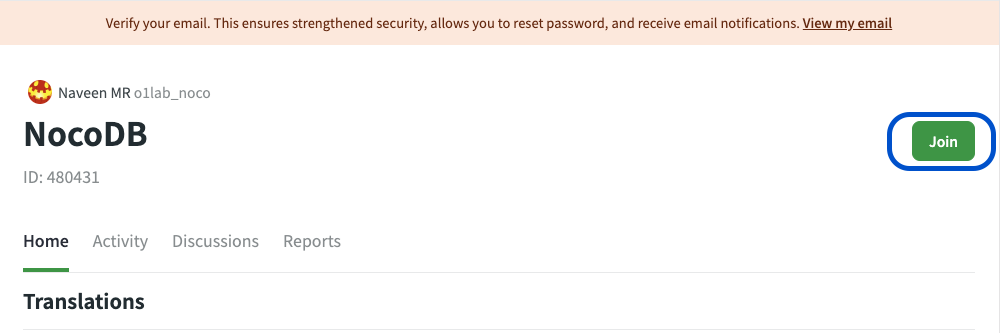 Verify your email. This ensures strengthened security, allows you to reset password, and receive email notifications. View my email
Naveen MR o1lab_noco
NocoDB
Join
ID: 480431
Home Activity Discussions Reports
Translations